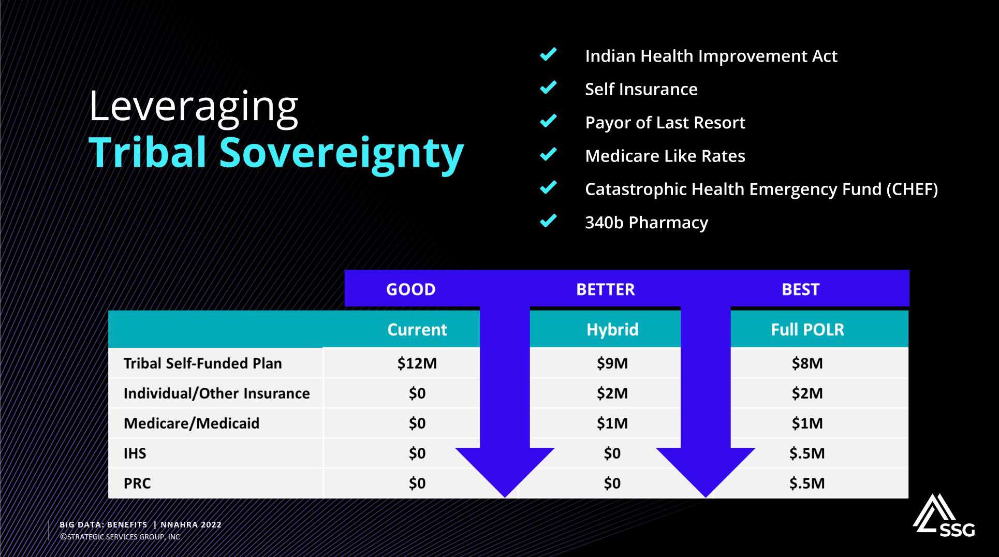 Leveraging
Tribal Sovereignty
Indian Health Improvement Act
Self Insurance
Payor of Last Resort
Medicare Like Rates
Catastrophic Health Emergency Fund (CHEF)
340b Pharmacy
GOOD BETTER BEST
Current Hybrid Full POLR
Tribal Self-Funded Plan $12M $9M $8M
Individual/Other Insurance $0 $2M $2M
Medicare/Medicaid $0 $1M $1M
IHS $0 $0 $.5M
PRC $0 $0 $.5M
BIG DATA: BENEFITS | NNAHRA 2022
©STRATEGIC SERVICES GROUP, INC
SSG